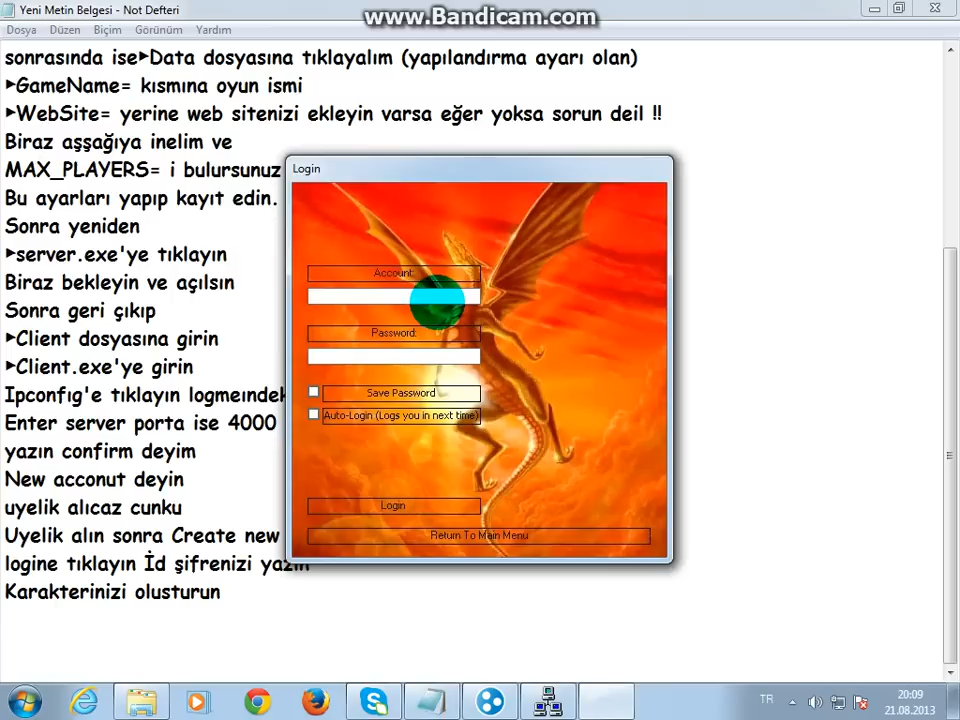 Yeni Metin Belgesi - Not Defteri
www.Bandicam.com
Dosya Düzen Biçim Görünüm Yardım
sonrasında ise►Data dosyasına tıklayalım (yapılandırma ayarı olan)
►GameName= kısmına oyun ismi
►WebSite= yerine web sitenizi ekleyin varsa eğer yoksa sorun deil !!
Biraz aşşağıya inelim ve
MAX_PLAYERS= i bulursunuz
Bu ayarları yapıp kayıt edin.
Sonra yeniden
►server.exe'ye tıklayın
Biraz bekleyin ve açılsın
Sonra geri çıkıp
►Client dosyasına girin
►Client.exe'ye girin
Ipconfıg'e tıklayın logmeındek
Enter server porta ise 4000
yazın confirm deyim
New acconut deyin
uyelik alıcaz cunku
Uyelik alın sonra Create new
logine tıklayın İd şifrenizi yazın
Karakterinizi olusturun
Login
Account:
Password:
Save Password
Auto-Login (Logs you in next time)
Login
Return To Main Menu
TR
20:09
21.08.2013